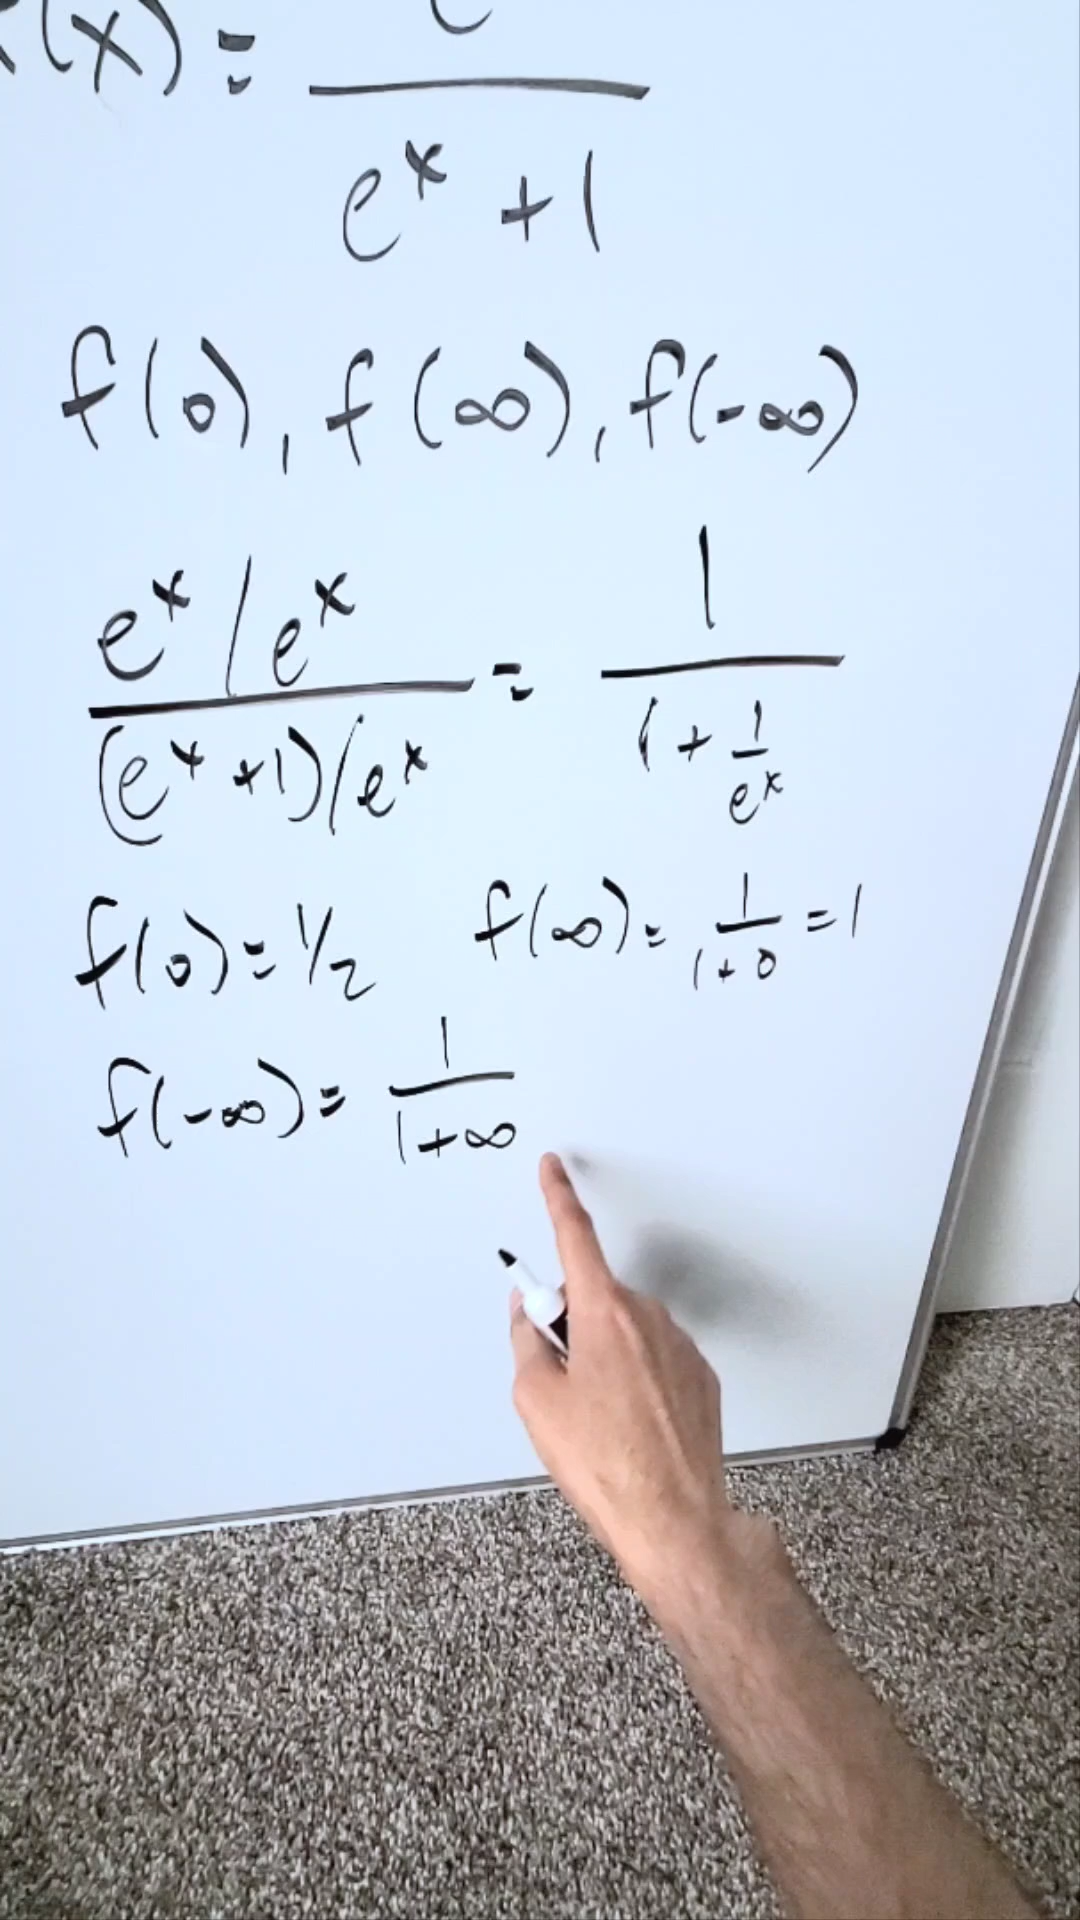 (x) = e
e^x + 1
f(0), f(∞), f(-∞)
e^x / e^x = 1
(e^x + 1) / e^x 1 + 1/e^x
f(0) = 1/2 f(∞) = 1/(1+0) = 1
f(-∞) = 1/(1+∞)